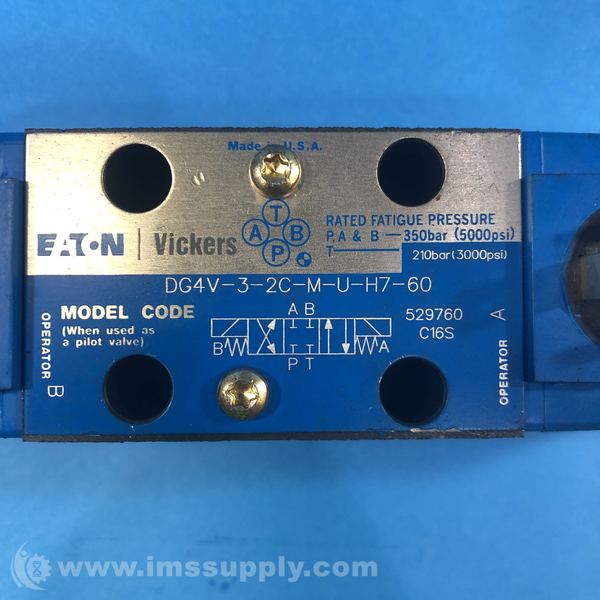 Made in U.S.A.
T
A B
P
RATED FATIGUE PRESSURE
P, A & B — 350bar (5000psi)
T — 210bar(3000psi)
EATON | Vickers
DG4V-3-2C-M-U-H7-60
MODEL CODE
(When used as
a pilot valve)
A B
B A
P T
529760
C16S
OPERATOR B
OPERATOR A
www.imssupply.com